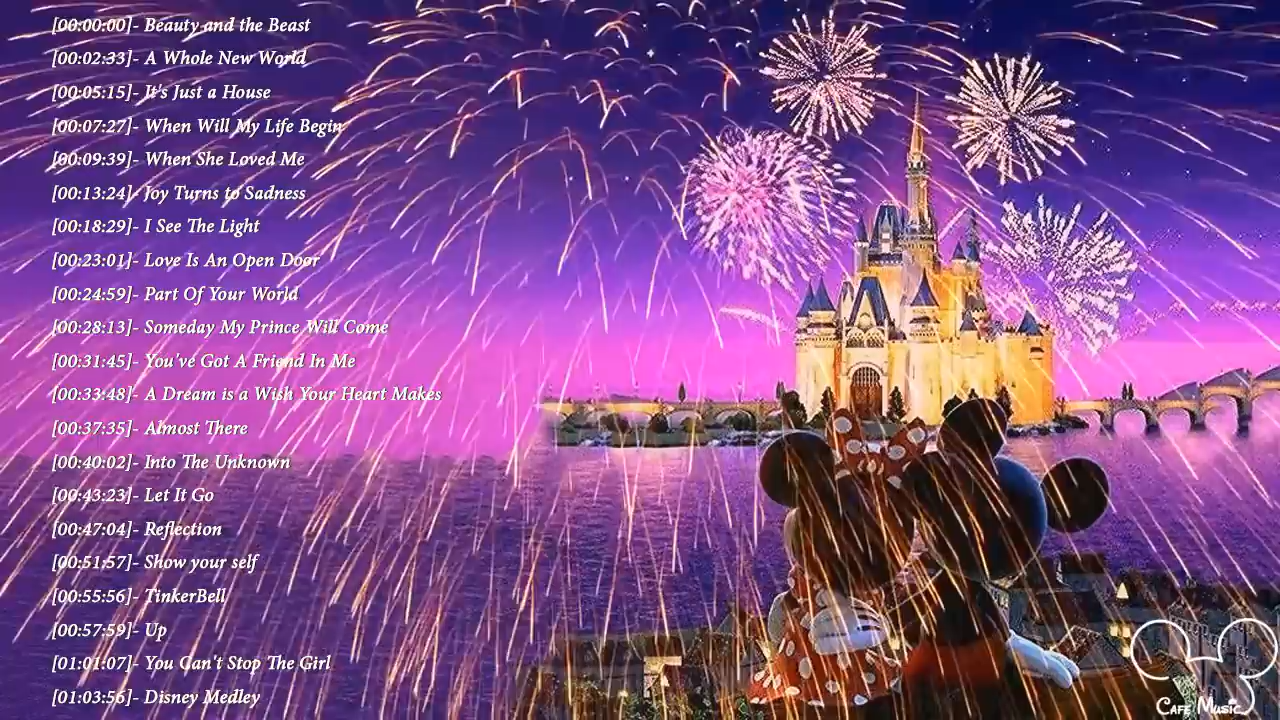 [00:00:00]- Beauty and the Beast
[00:02:33]- A Whole New World
[00:05:15]- It's Just a House
[00:07:27]- When Will My Life Begin
[00:09:39]- When She Loved Me
[00:13:24]- Joy Turns to Sadness
[00:18:29]- I See The Light
[00:23:01]- Love Is An Open Door
[00:24:59]- Part Of Your World
[00:28:13]- Someday My Prince Will Come
[00:31:45]- You've Got A Friend In Me
[00:33:48]- A Dream is a Wish Your Heart Makes
[00:37:35]- Almost There
[00:40:02]- Into The Unknown
[00:43:23]- Let It Go
[00:47:04]- Reflection
[00:51:57]- Show your self
[00:55:56]- TinkerBell
[00:57:59]- Up
[01:01:07]- You Can't Stop The Girl
[01:03:56]- Disney Medley
Cafe Music